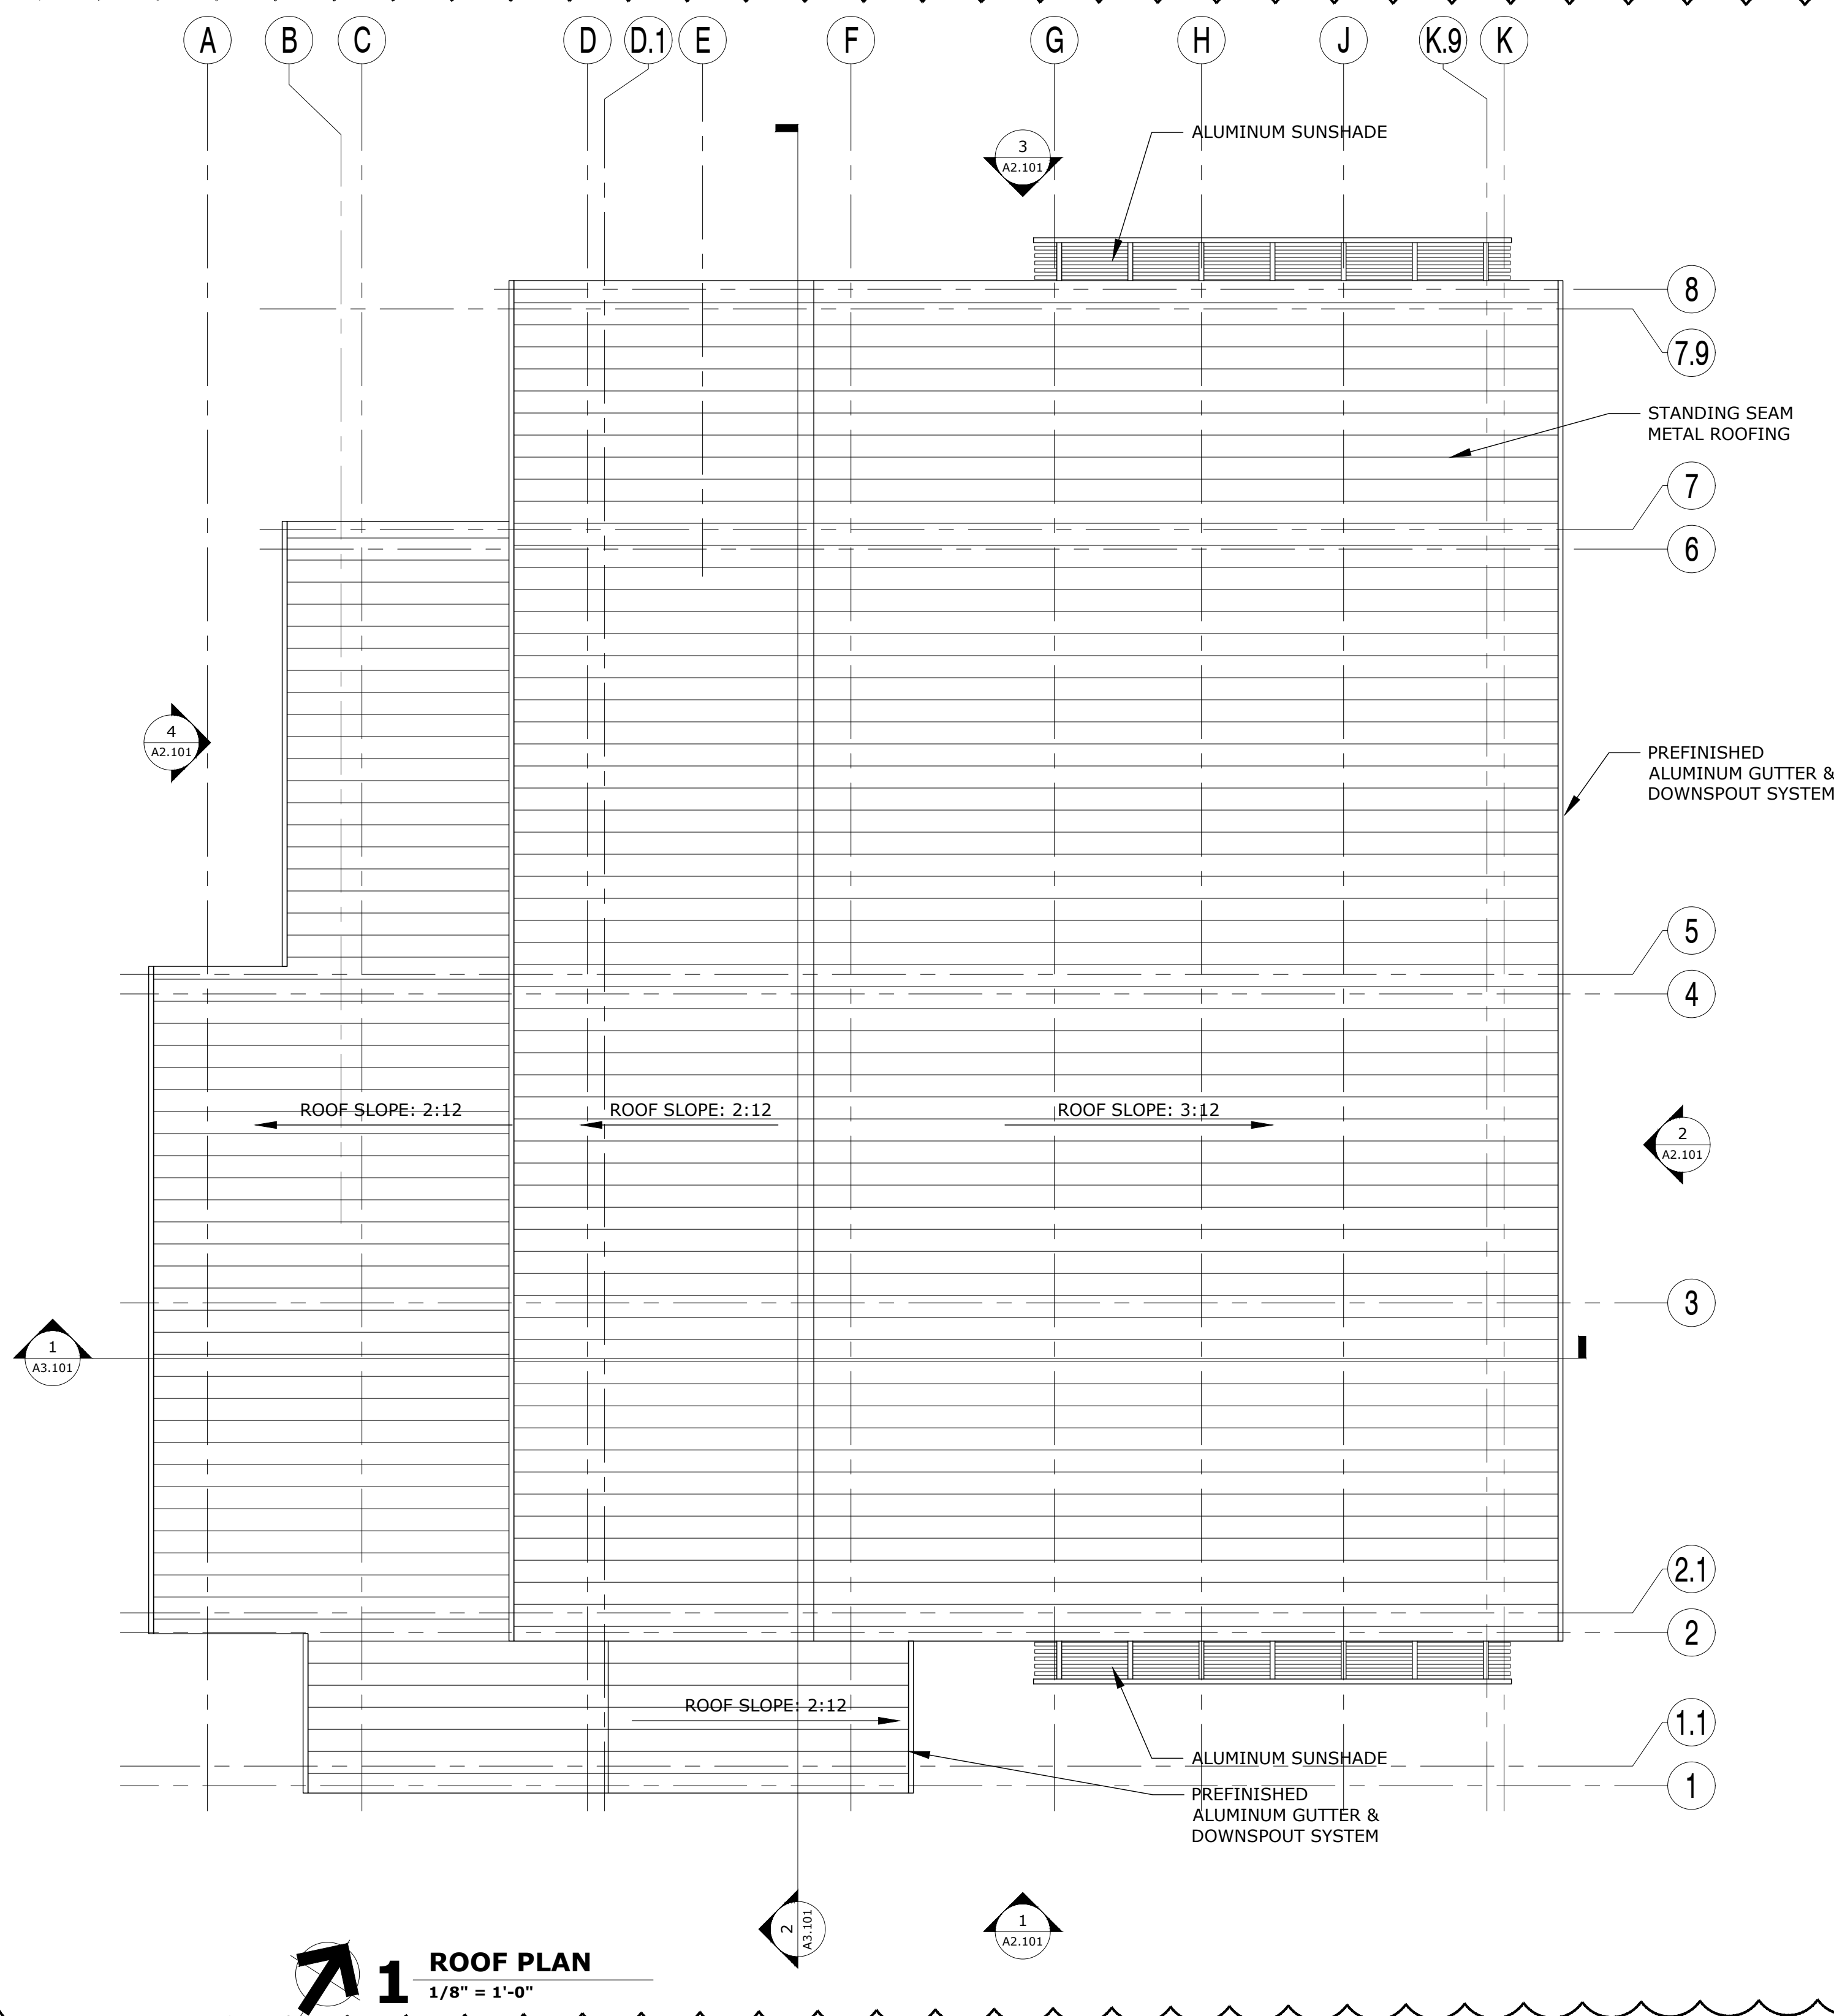 A
B
C
D
D.1
E
F
G
H
J
K.9
K
ALUMINUM SUNSHADE
3
A2.101
8
7.9
STANDING SEAM
METAL ROOFING
7
6
4
A2.101
PREFINISHED
ALUMINUM GUTTER &
DOWNSPOUT SYSTEM
5
4
ROOF SLOPE: 2:12
ROOF SLOPE: 2:12
ROOF SLOPE: 3:12
2
A2.101
3
1
A3.101
2.1
2
ROOF SLOPE: 2:12
1.1
ALUMINUM SUNSHADE
1
PREFINISHED
ALUMINUM GUTTER &
DOWNSPOUT SYSTEM
2
A3.101
1
A2.101
1
ROOF PLAN
1/8" = 1'-0"